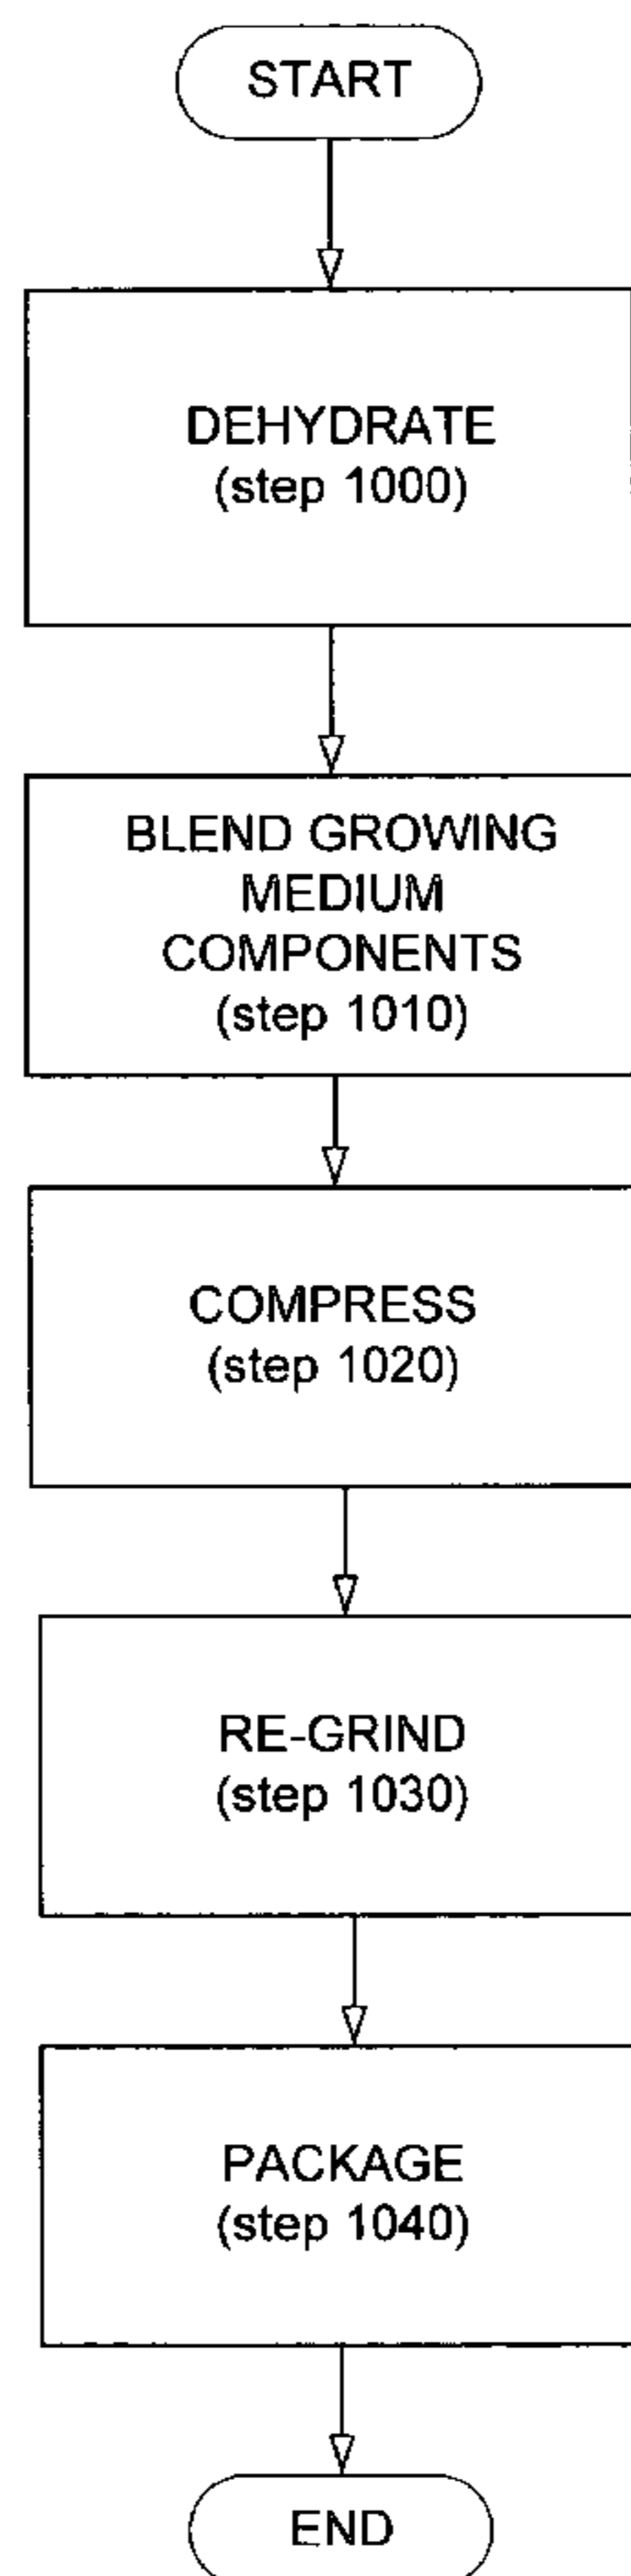 START
DEHYDRATE
(step 1000)
BLEND GROWING
MEDIUM
COMPONENTS
(step 1010)
COMPRESS
(step 1020)
RE-GRIND
(step 1030)
PACKAGE
(step 1040)
END